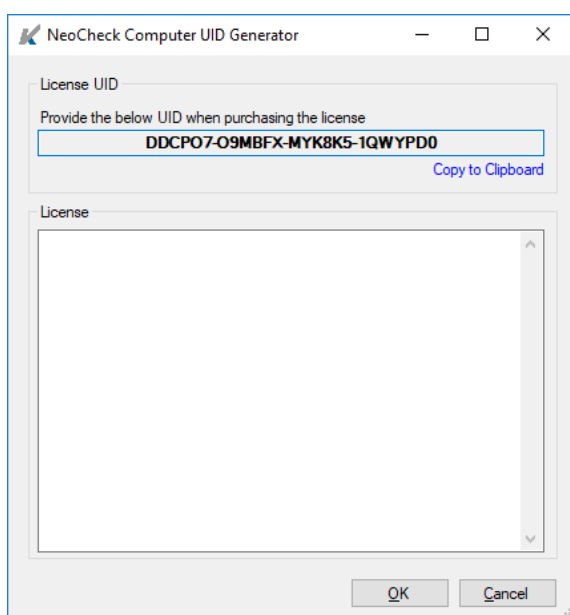 NeoCheck Computer UID Generator
License UID
Provide the below UID when purchasing the license
DDCPO7-O9MBFX-MYK8K5-1QWYPD0
Copy to Clipboard
License
OK Cancel